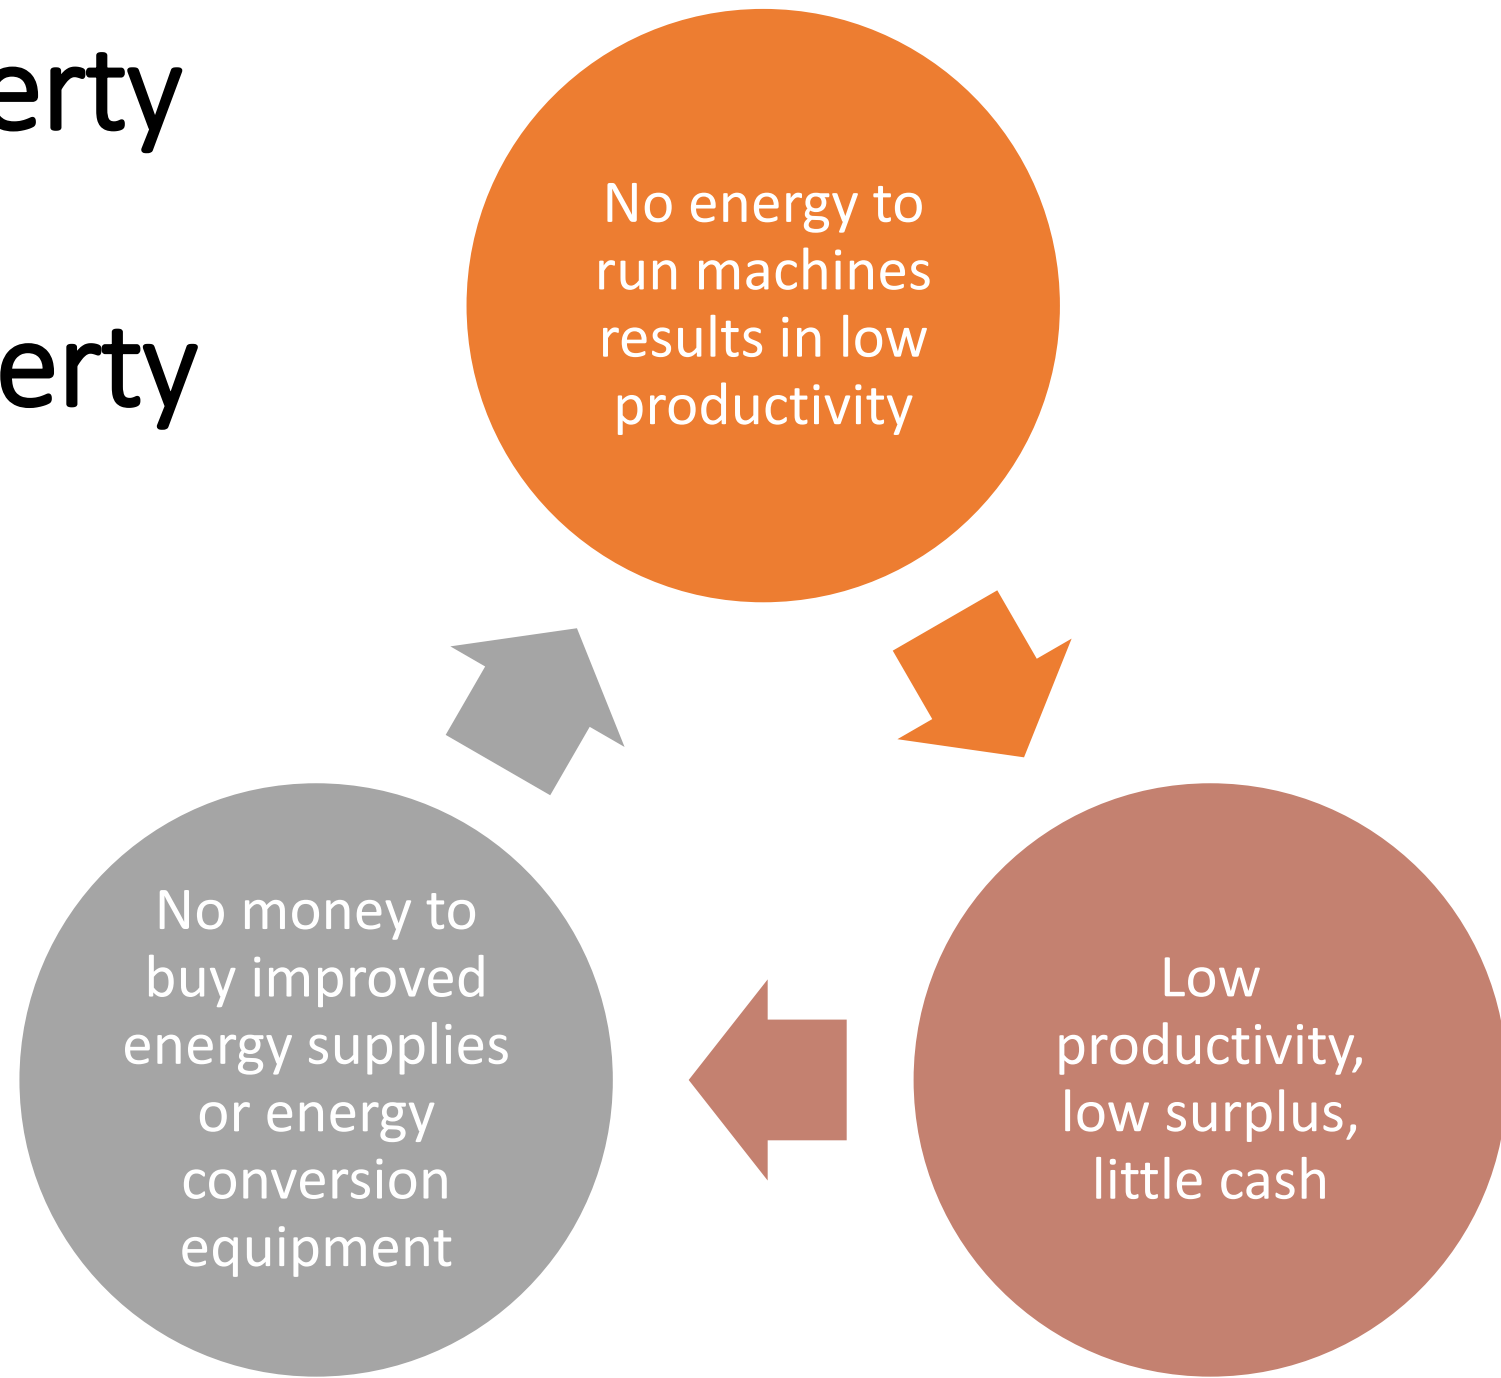 erty
erty
No energy to
run machines
results in low
productivity
Low
productivity,
low surplus,
little cash
No money to
buy improved
energy supplies
or energy
conversion
equipment